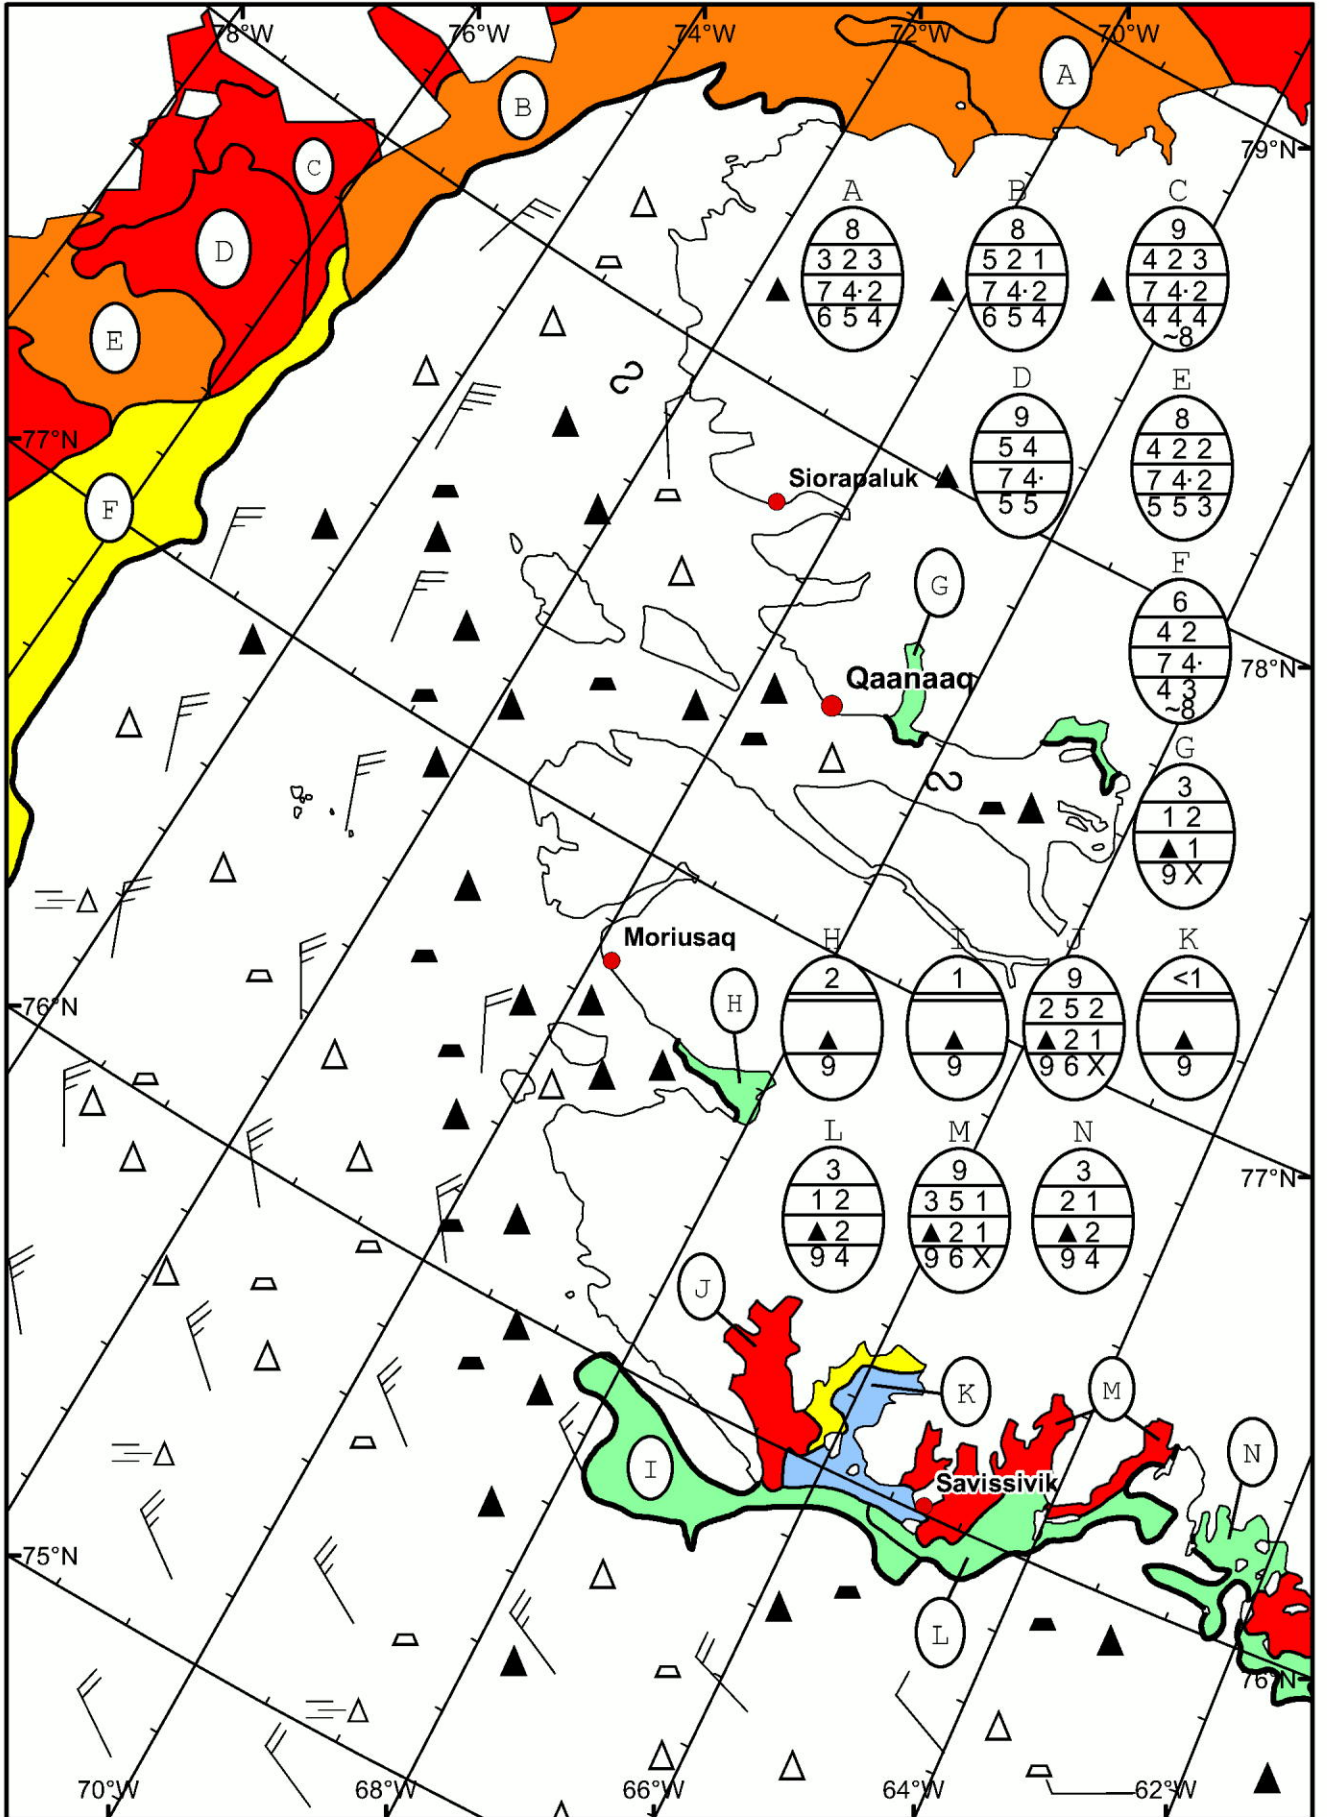 78°W 76°W 74°W 72°W 70°W
A
B
79°N
C
A B C
8 8 9
3 2 3 5 2 1 4 2 3
7 4· 2 7 4· 2 7 4· 2
6 5 4 6 5 4 4 4 4
~8
D
E
D E
9 8
5 4 4 2 2
7 4· 7 4· 2
5 5 5 5 3
77°N
Siorapaluk
F
G
F
6
4 2
7 4·
4 3
~8
78°N
Qaanaaq
G
3
1 2
▲ 1
9 X
Moriusaq
H
H I J K
2 1 9 <1
2 5 2
▲ ▲ ▲ 2 1 ▲
9 9 9 6 X 9
76°N
L M N
3 9 3
1 2 3 5 1 2 1
▲ 2 ▲ 2 1 ▲ 2
9 4 9 6 X 9 4
77°N
J
K
M
N
I
Savissivik
75°N
L
76°N
70°W 68°W 66°W 64°W 62°W